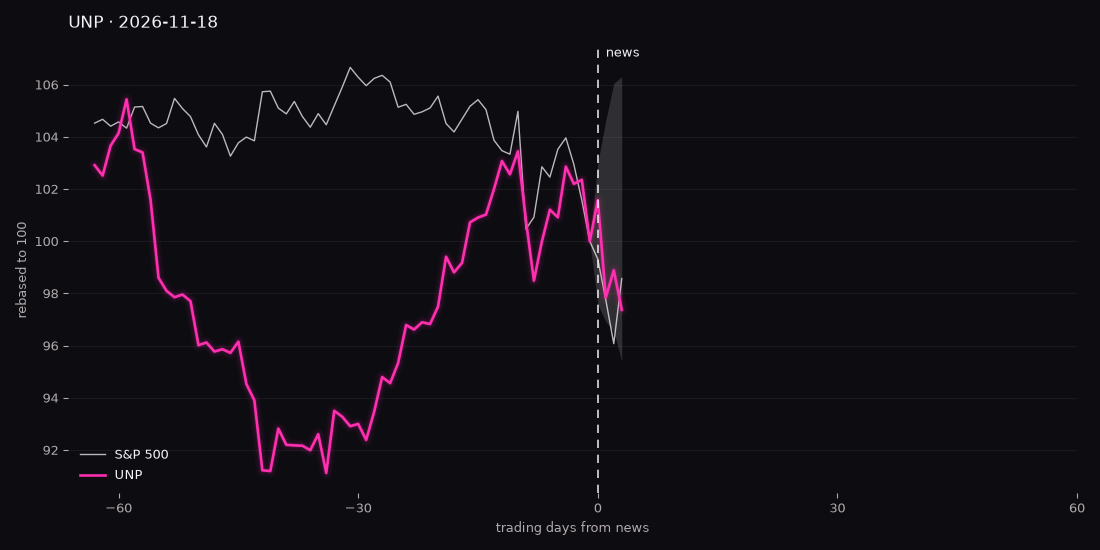 UNP · 2026-11-18
news
106
104
102
100
98
96
94
92
rebased to 100
S&P 500
UNP
−60
−30
0
30
60
trading days from news